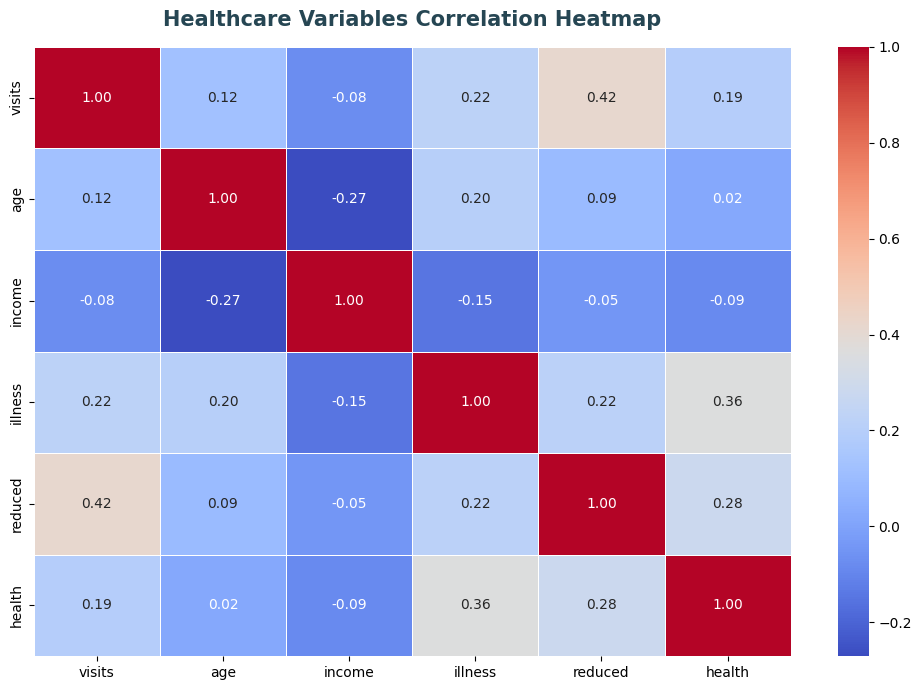 Healthcare Variables Correlation Heatmap
visits 1.00 0.12 -0.08 0.22 0.42 0.19
age 0.12 1.00 -0.27 0.20 0.09 0.02
income -0.08 -0.27 1.00 -0.15 -0.05 -0.09
illness 0.22 0.20 -0.15 1.00 0.22 0.36
reduced 0.42 0.09 -0.05 0.22 1.00 0.28
health 0.19 0.02 -0.09 0.36 0.28 1.00
visits age income illness reduced health
1.0
0.8
0.6
0.4
0.2
0.0
−0.2